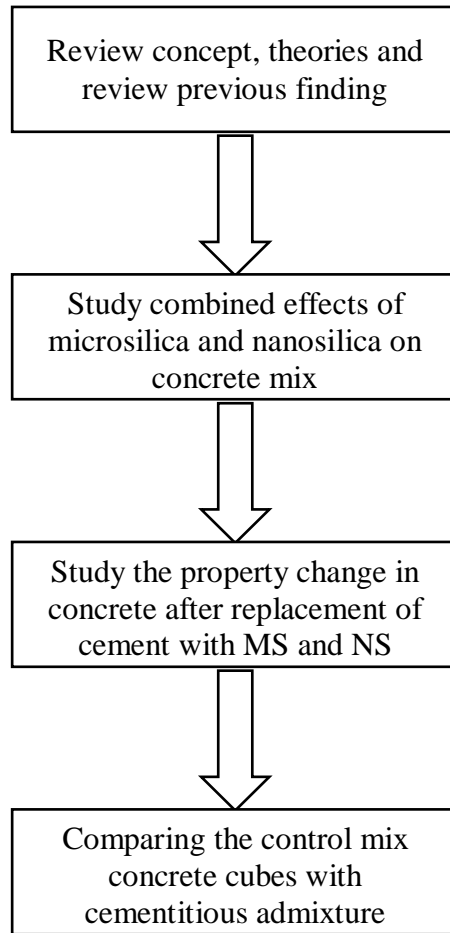 Review concept, theories and
review previous finding
Study combined effects of
microsilica and nanosilica on
concrete mix
Study the property change in
concrete after replacement of
cement with MS and NS
Comparing the control mix
concrete cubes with
cementitious admixture